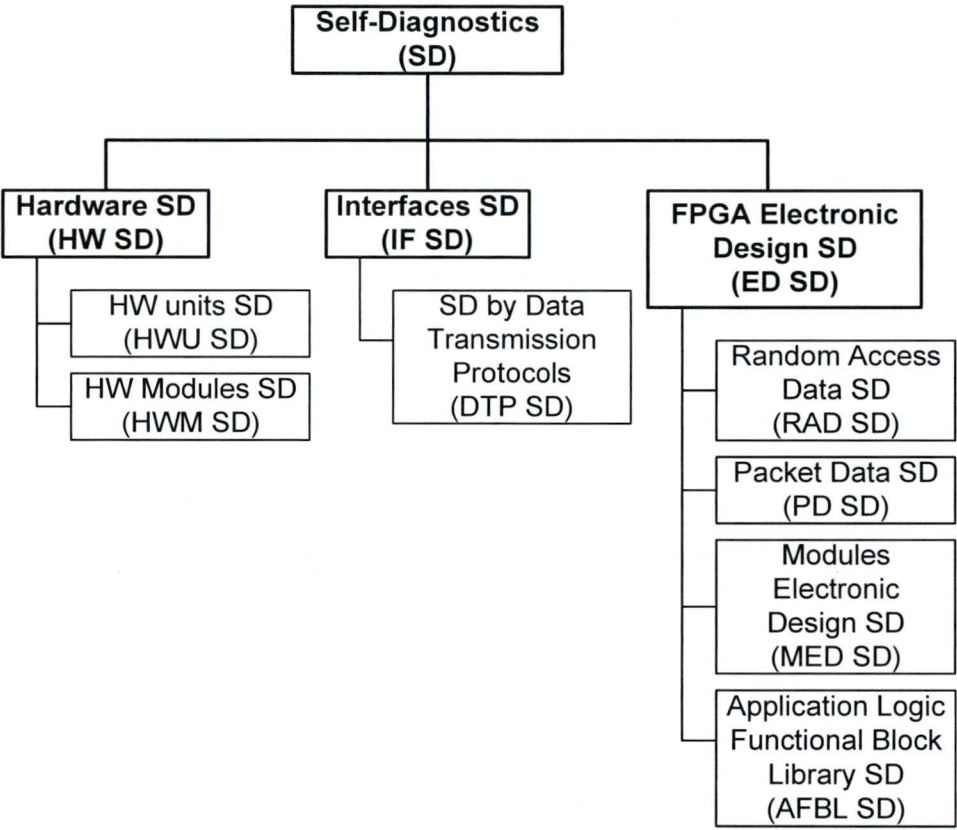 Self-Diagnostics
(SD)
Hardware SD
(HW SD)
HW units SD
(HWU SD)
HW Modules SD
(HWM SD)
Interfaces SD
(IF SD)
SD by Data
Transmission
Protocols
(DTP SD)
FPGA Electronic
Design SD
(ED SD)
Random Access
Data SD
(RAD SD)
Packet Data SD
(PD SD)
Modules
Electronic
Design SD
(MED SD)
Application Logic
Functional Block
Library SD
(AFBL SD)